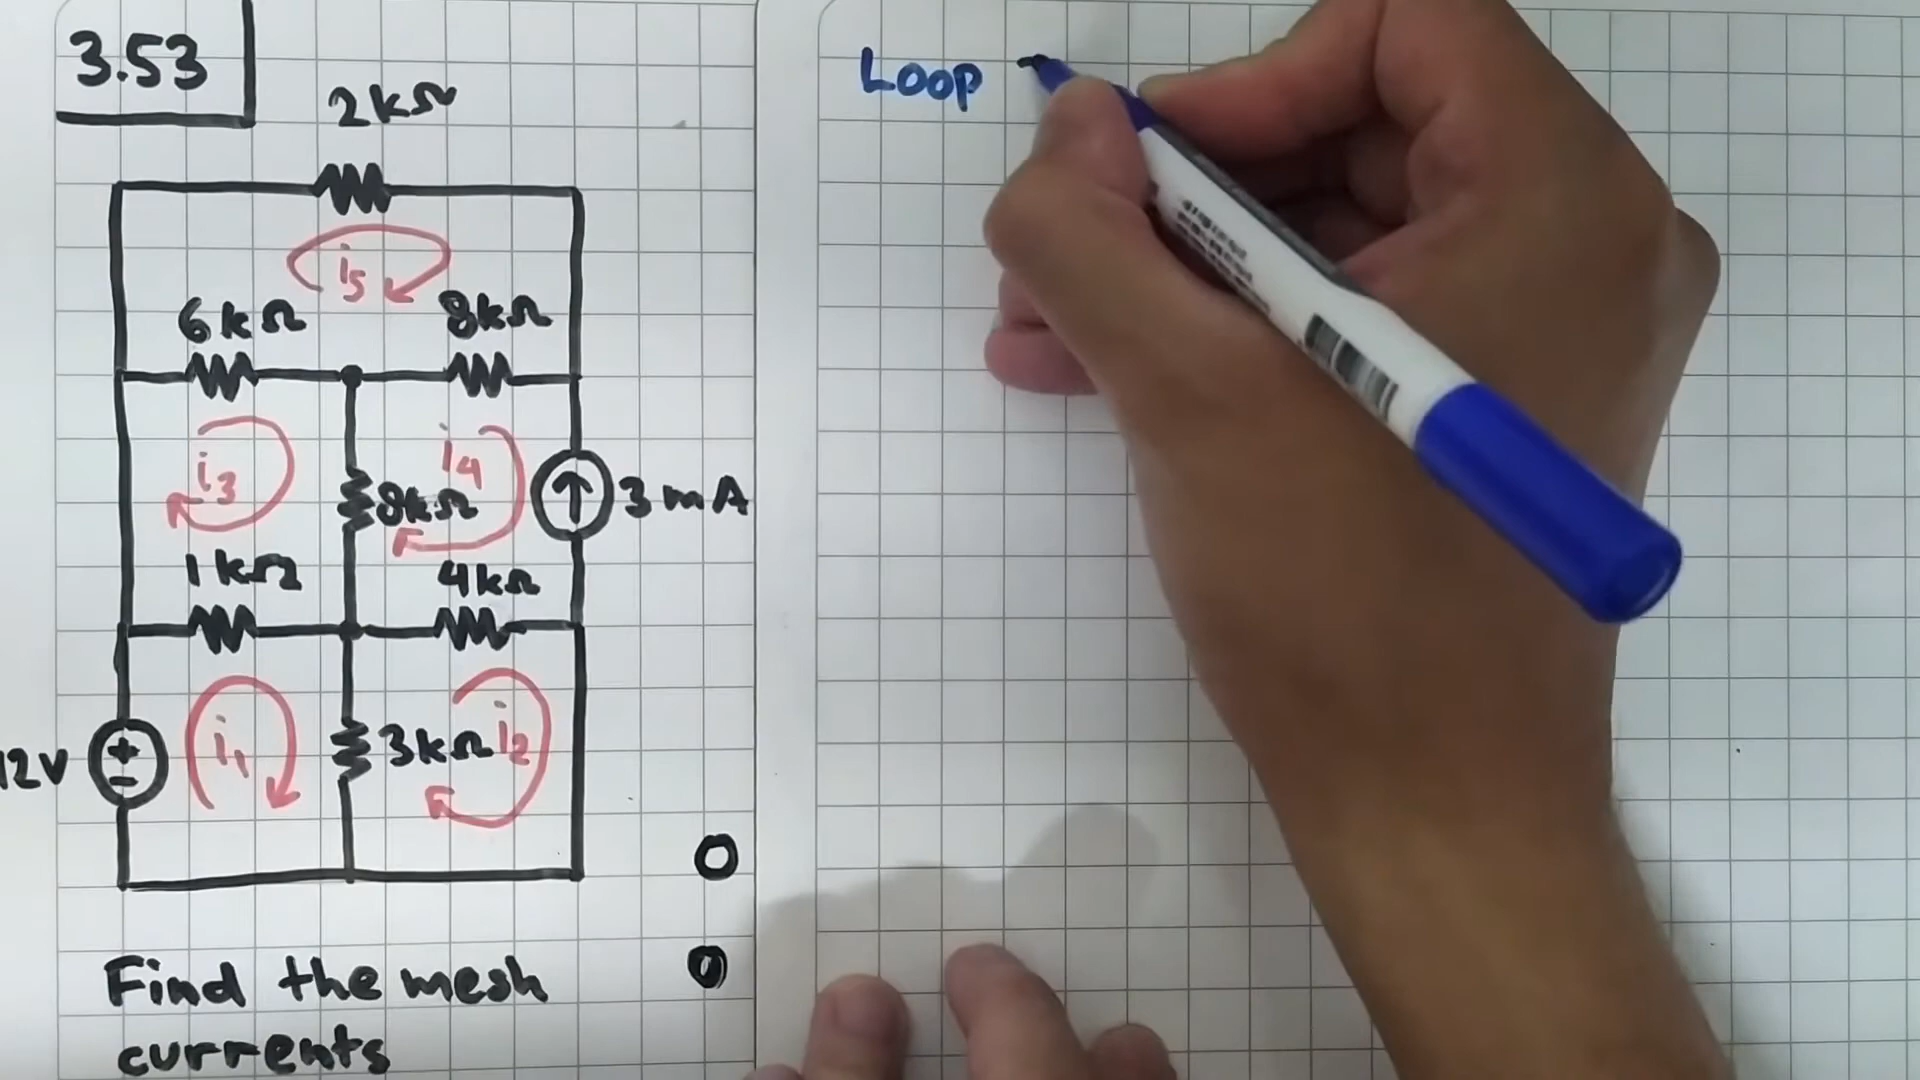 3.53
Loop
2kΩ
i5
6kΩ
8kΩ
i3
i4
8kΩ
3mA
1kΩ
4kΩ
12V
+
-
i1
3kΩ
i2
Find the mesh
currents